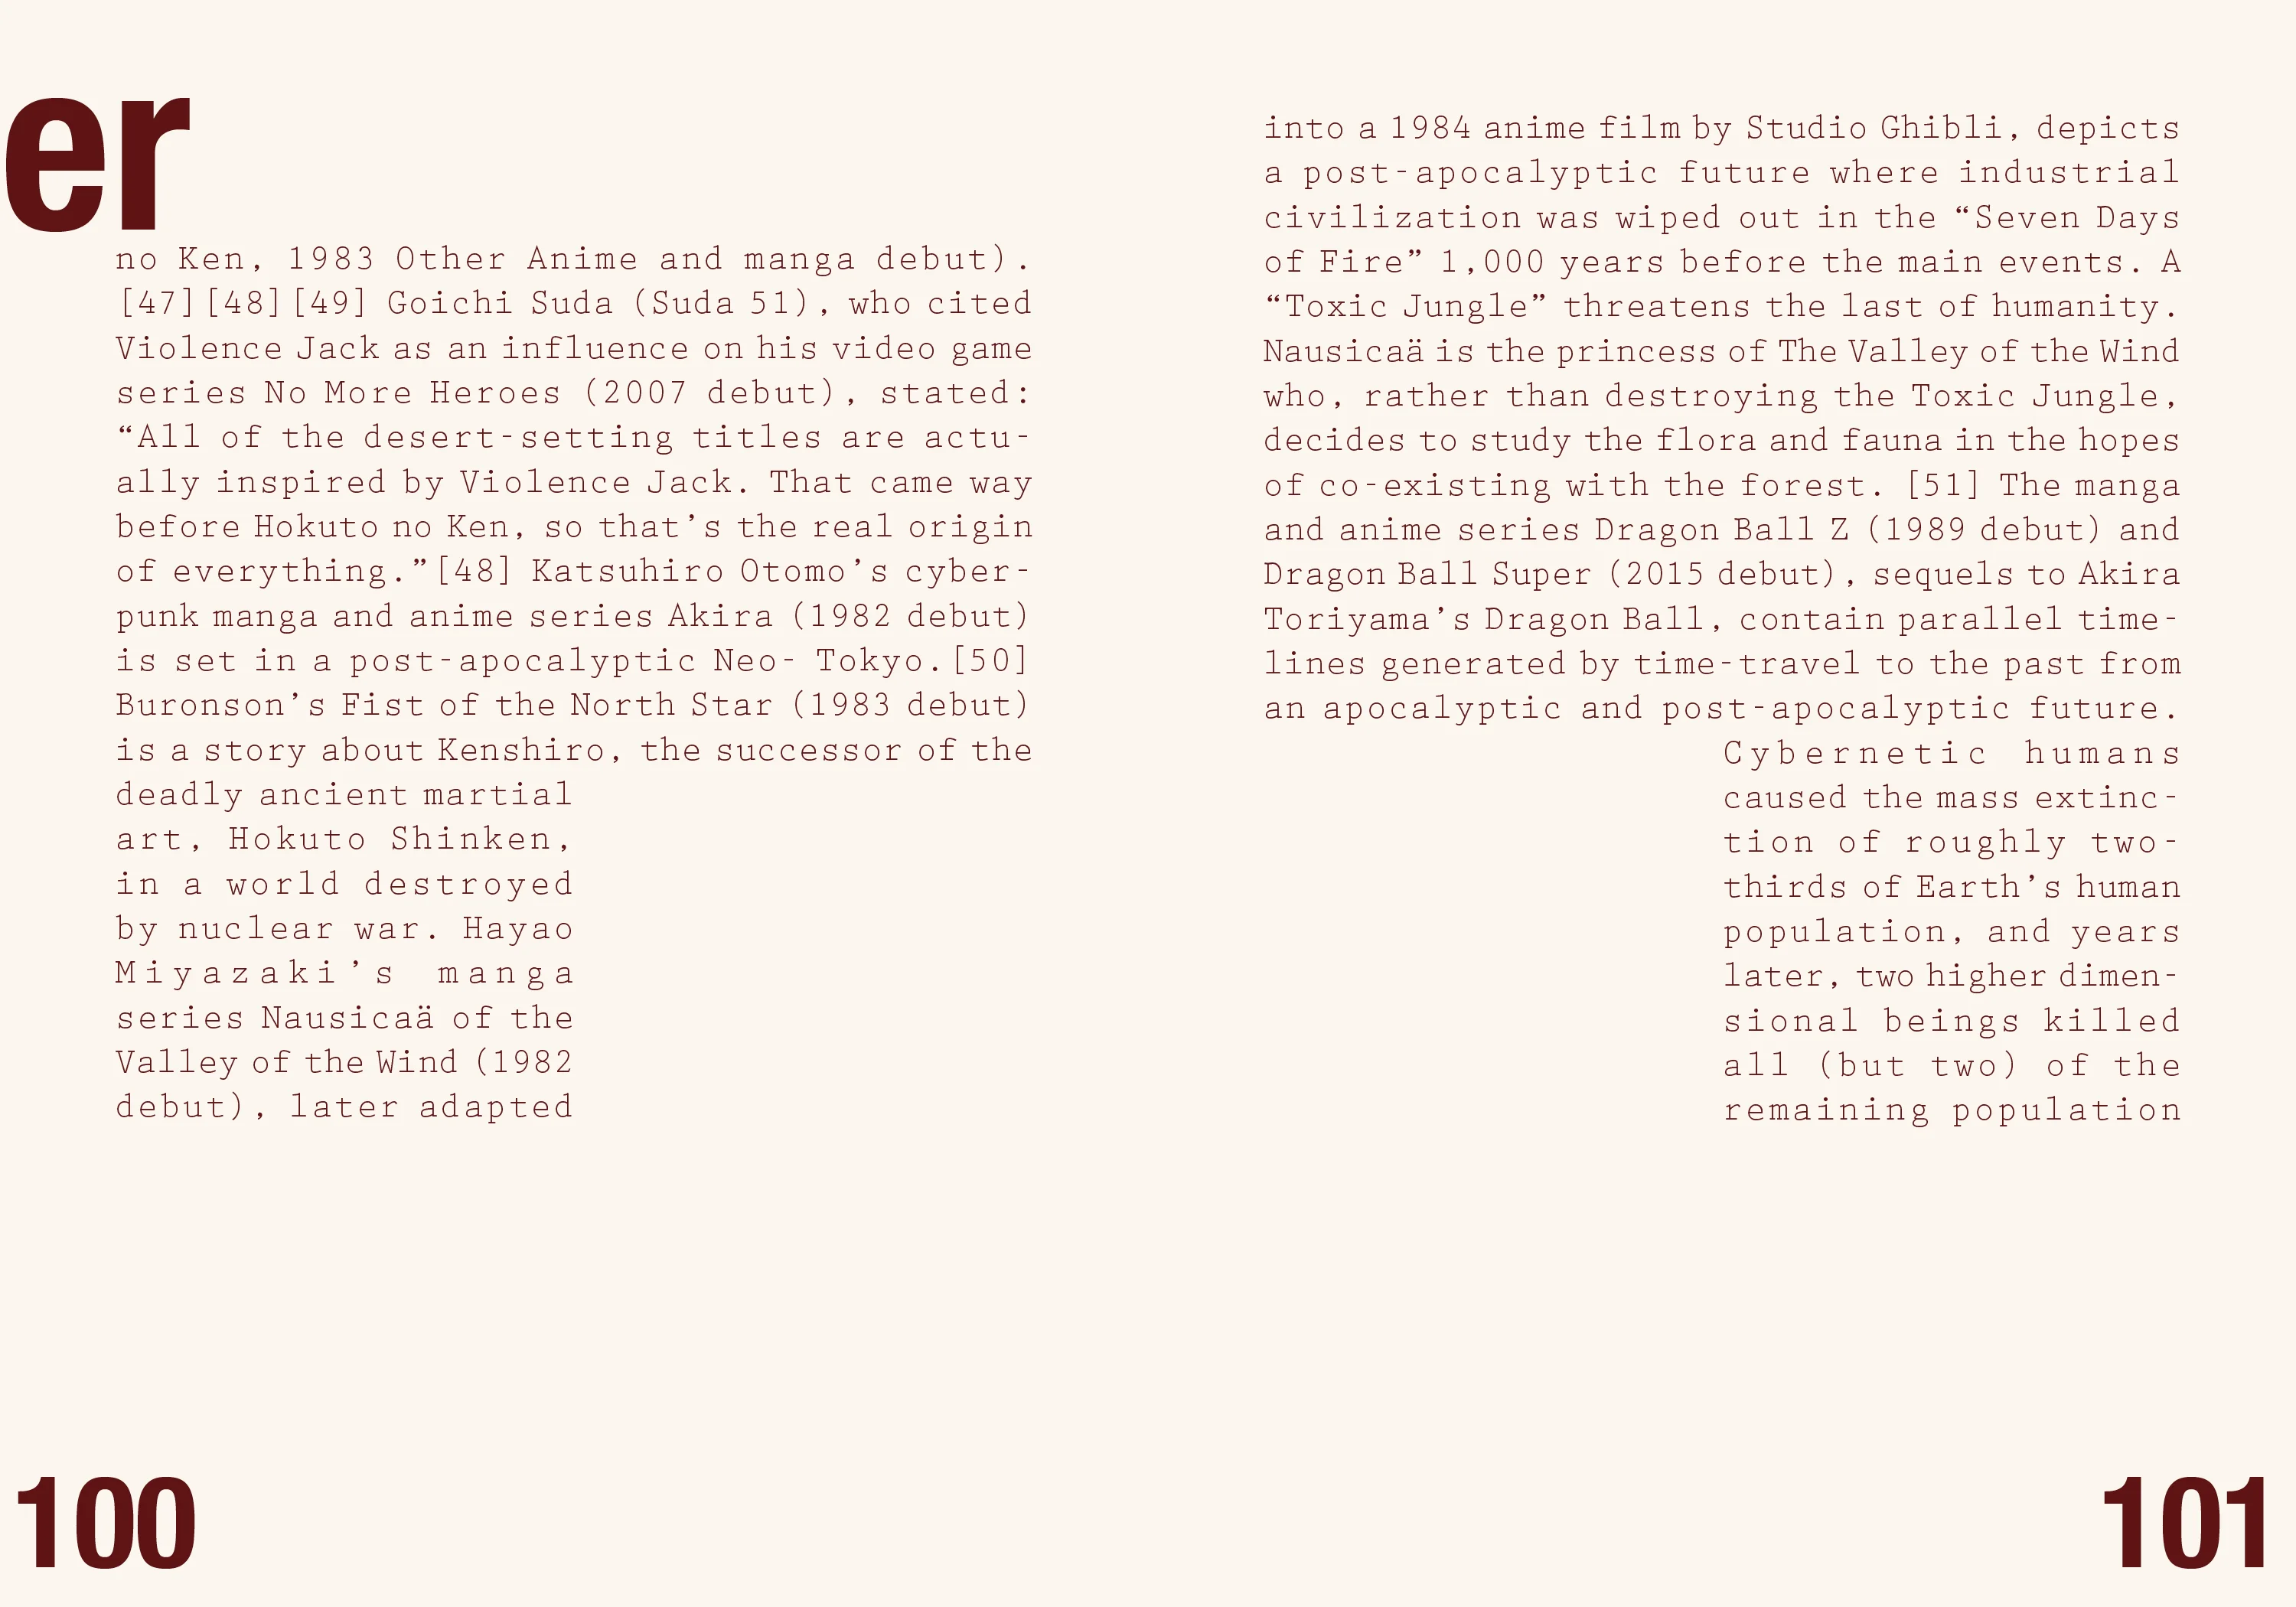 er
no Ken, 1983 Other Anime and manga debut).
[47][48][49] Goichi Suda (Suda 51), who cited
Violence Jack as an influence on his video game
series No More Heroes (2007 debut), stated:
“All of the desert-setting titles are actu-
ally inspired by Violence Jack. That came way
before Hokuto no Ken, so that’s the real origin
of everything.”[48] Katsuhiro Otomo’s cyber-
punk manga and anime series Akira (1982 debut)
is set in a post-apocalyptic Neo- Tokyo.[50]
Buronson’s Fist of the North Star (1983 debut)
is a story about Kenshiro, the successor of the
deadly ancient martial
art, Hokuto Shinken,
in a world destroyed
by nuclear war. Hayao
Miyazaki’s manga
series Nausicaä of the
Valley of the Wind (1982
debut), later adapted
100
into a 1984 anime film by Studio Ghibli, depicts
a post-apocalyptic future where industrial
civilization was wiped out in the “Seven Days
of Fire” 1,000 years before the main events. A
“Toxic Jungle” threatens the last of humanity.
Nausicaä is the princess of The Valley of the Wind
who, rather than destroying the Toxic Jungle,
decides to study the flora and fauna in the hopes
of co-existing with the forest. [51] The manga
and anime series Dragon Ball Z (1989 debut) and
Dragon Ball Super (2015 debut), sequels to Akira
Toriyama’s Dragon Ball, contain parallel time-
lines generated by time-travel to the past from
an apocalyptic and post-apocalyptic future.
Cybernetic humans
caused the mass extinc-
tion of roughly two-
thirds of Earth’s human
population, and years
later, two higher dimen-
sional beings killed
all (but two) of the
remaining population
101